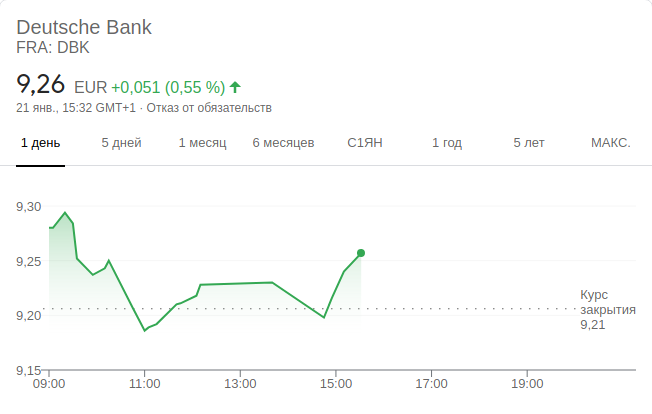 Deutsche Bank
FRA: DBK
9,26 EUR +0,051 (0,55 %)
21 янв., 15:32 GMT+1 · Отказ от обязательств
1 день 5 дней 1 месяц 6 месяцев С1ЯН 1 год 5 лет МАКС.
9,30
9,25
Курс
закрытия
9,20
9,21
9,15
09:00 11:00 13:00 15:00 17:00 19:00